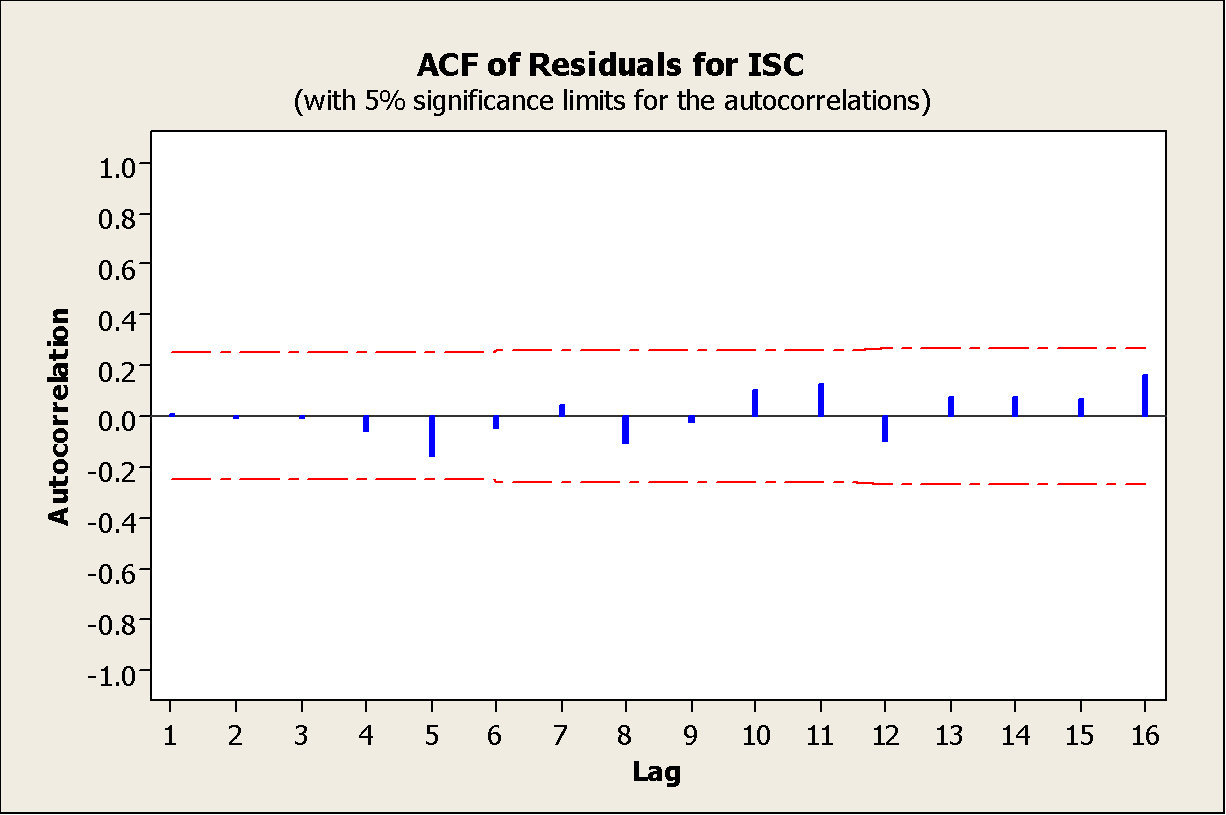 ACF of Residuals for ISC
(with 5% significance limits for the autocorrelations)
1.0
0.8
0.6
0.4
0.2
0.0
-0.2
-0.4
-0.6
-0.8
-1.0
Autocorrelation
1 2 3 4 5 6 7 8 9 10 11 12 13 14 15 16
Lag